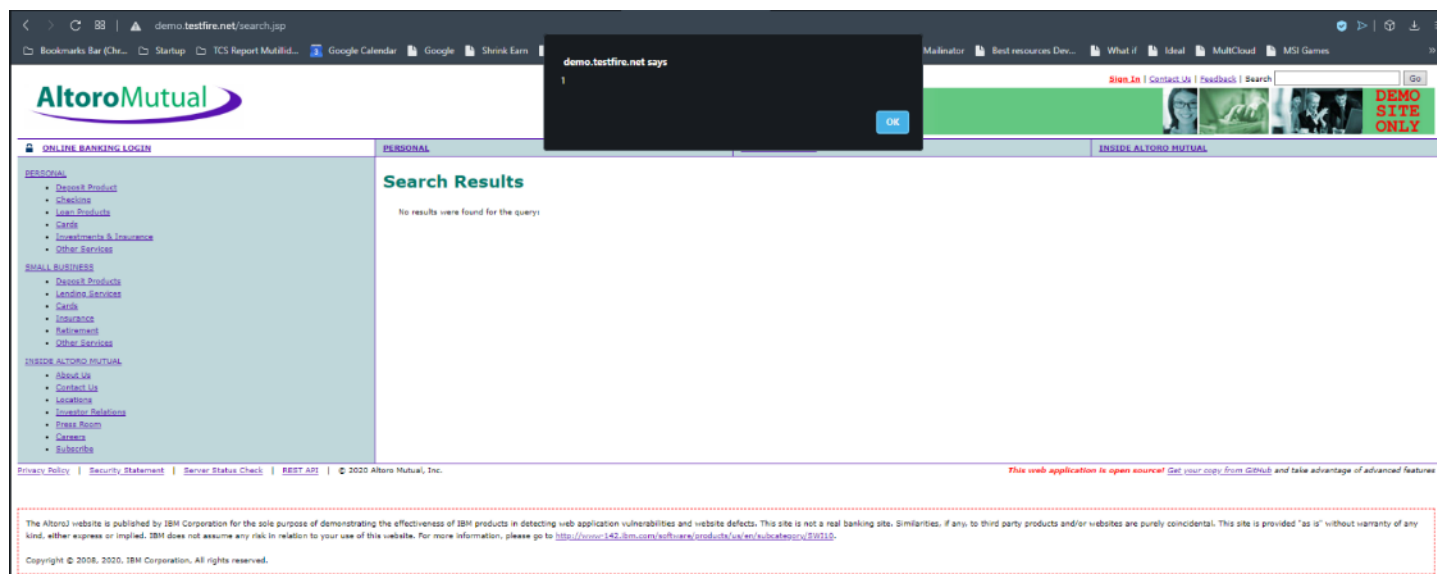 demo.testfire.net/search.jsp
Bookmarks Bar (Chr... Startup TCS Report Mutillid... Google Calendar Google Shrink Earn Mailinator Best resources Dev... What if Ideal MultCloud MSI Games
demo.testfire.net says
1
OK
AltoroMutual
Sign In | Contact Us | Feedback | Search Go
DEMO
SITE
ONLY
ONLINE BANKING LOGIN PERSONAL INSIDE ALTORO MUTUAL
PERSONAL
Deposit Product
Checking
Loan Products
Cards
Investments & Insurance
Other Services
SMALL BUSINESS
Deposit Products
Lending Services
Cards
Insurance
Retirement
Other Services
INSIDE ALTORO MUTUAL
About Us
Contact Us
Locations
Investor Relations
Press Room
Careers
Subscribe
Search Results
No results were found for the query:
Privacy Policy | Security Statement | Server Status Check | REST API | © 2020 Altoro Mutual, Inc. This web application is open source! Get your copy from GitHub and take advantage of advanced features
The AltoroJ website is published by IBM Corporation for the sole purpose of demonstrating the effectiveness of IBM products in detecting web application vulnerabilities and website defects. This site is not a real banking site. Similarities, if any, to third party products and/or websites are purely coincidental. This site is provided "as is" without warranty of any
kind, either express or implied. IBM does not assume any risk in relation to your use of this website. For more information, please go to http://www-142.ibm.com/software/products/us/en/subcategory/SWI10.
Copyright © 2008, 2020, IBM Corporation, All rights reserved.